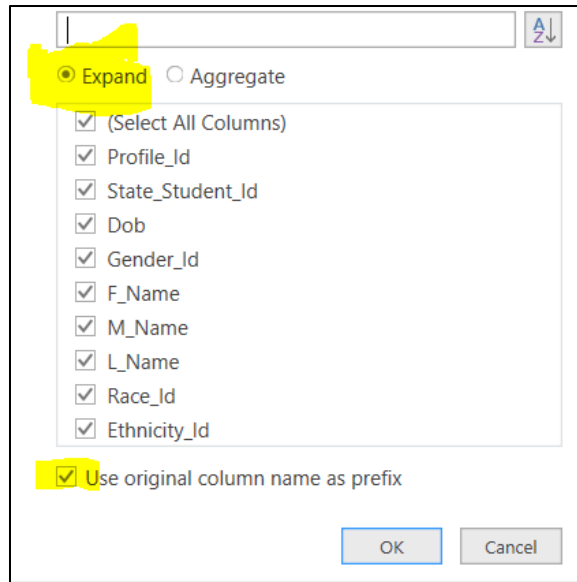 A
Z
Expand Aggregate
(Select All Columns)
Profile_Id
State_Student_Id
Dob
Gender_Id
F_Name
M_Name
L_Name
Race_Id
Ethnicity_Id
Use original column name as prefix
OK Cancel